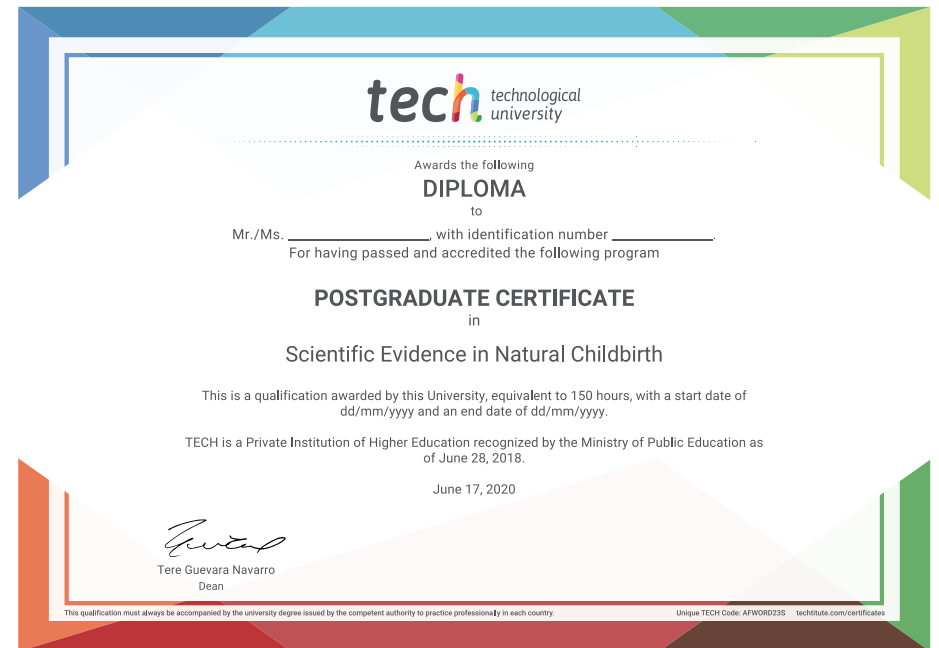 tech technological
university
Awards the following
DIPLOMA
to
Mr./Ms. ____________________, with identification number ______________.
For having passed and accredited the following program
POSTGRADUATE CERTIFICATE
in
Scientific Evidence in Natural Childbirth
This is a qualification awarded by this University, equivalent to 150 hours, with a start date of
dd/mm/yyyy and an end date of dd/mm/yyyy.
TECH is a Private Institution of Higher Education recognized by the Ministry of Public Education as
of June 28, 2018.
June 17, 2020
Tere Guevara Navarro
Dean
This qualification must always be accompanied by the university degree issued by the competent authority to practice professionally in each country. Unique TECH Code: AFWORD23S techtitute.com/certificates